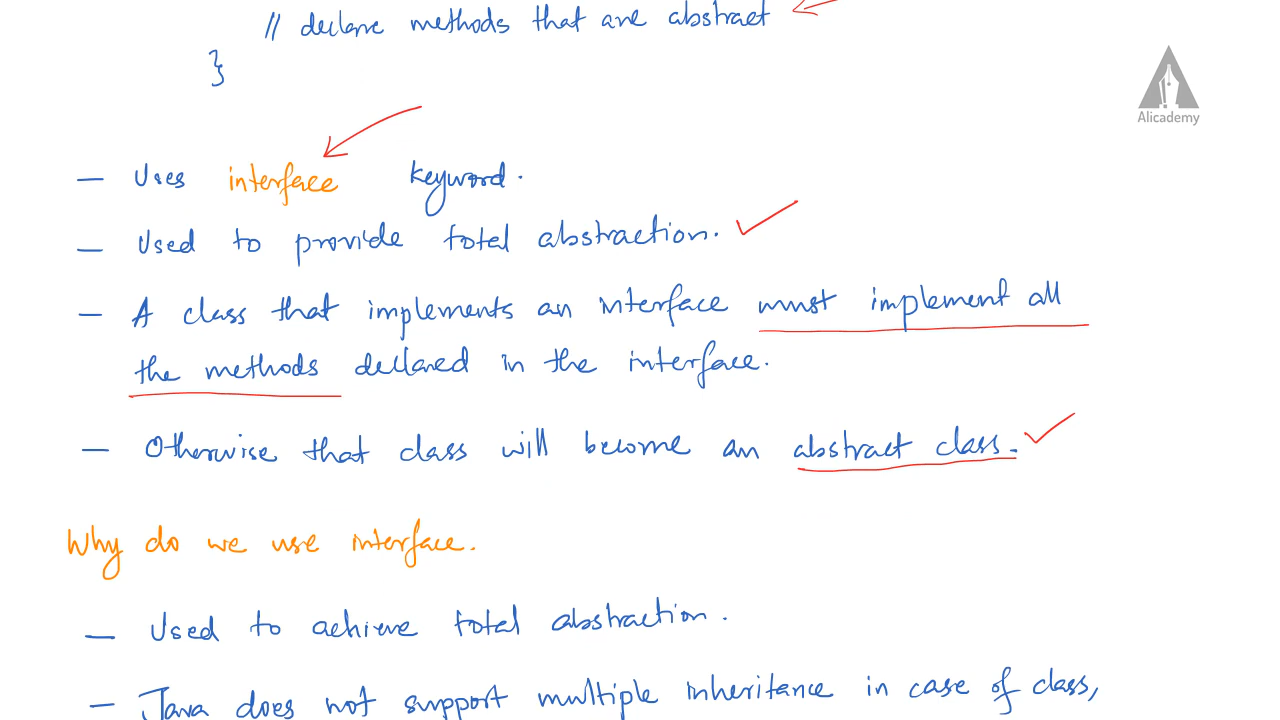 // declare methods that are abstract
}
Alicademy
— Uses interface keyword.
— Used to provide total abstraction.
— A class that implements an interface must implement all
the methods declared in the interface.
— Otherwise that class will become an abstract class.
Why do we use interface.
— Used to achieve total abstraction.
— Java does not support multiple inheritance in case of class,